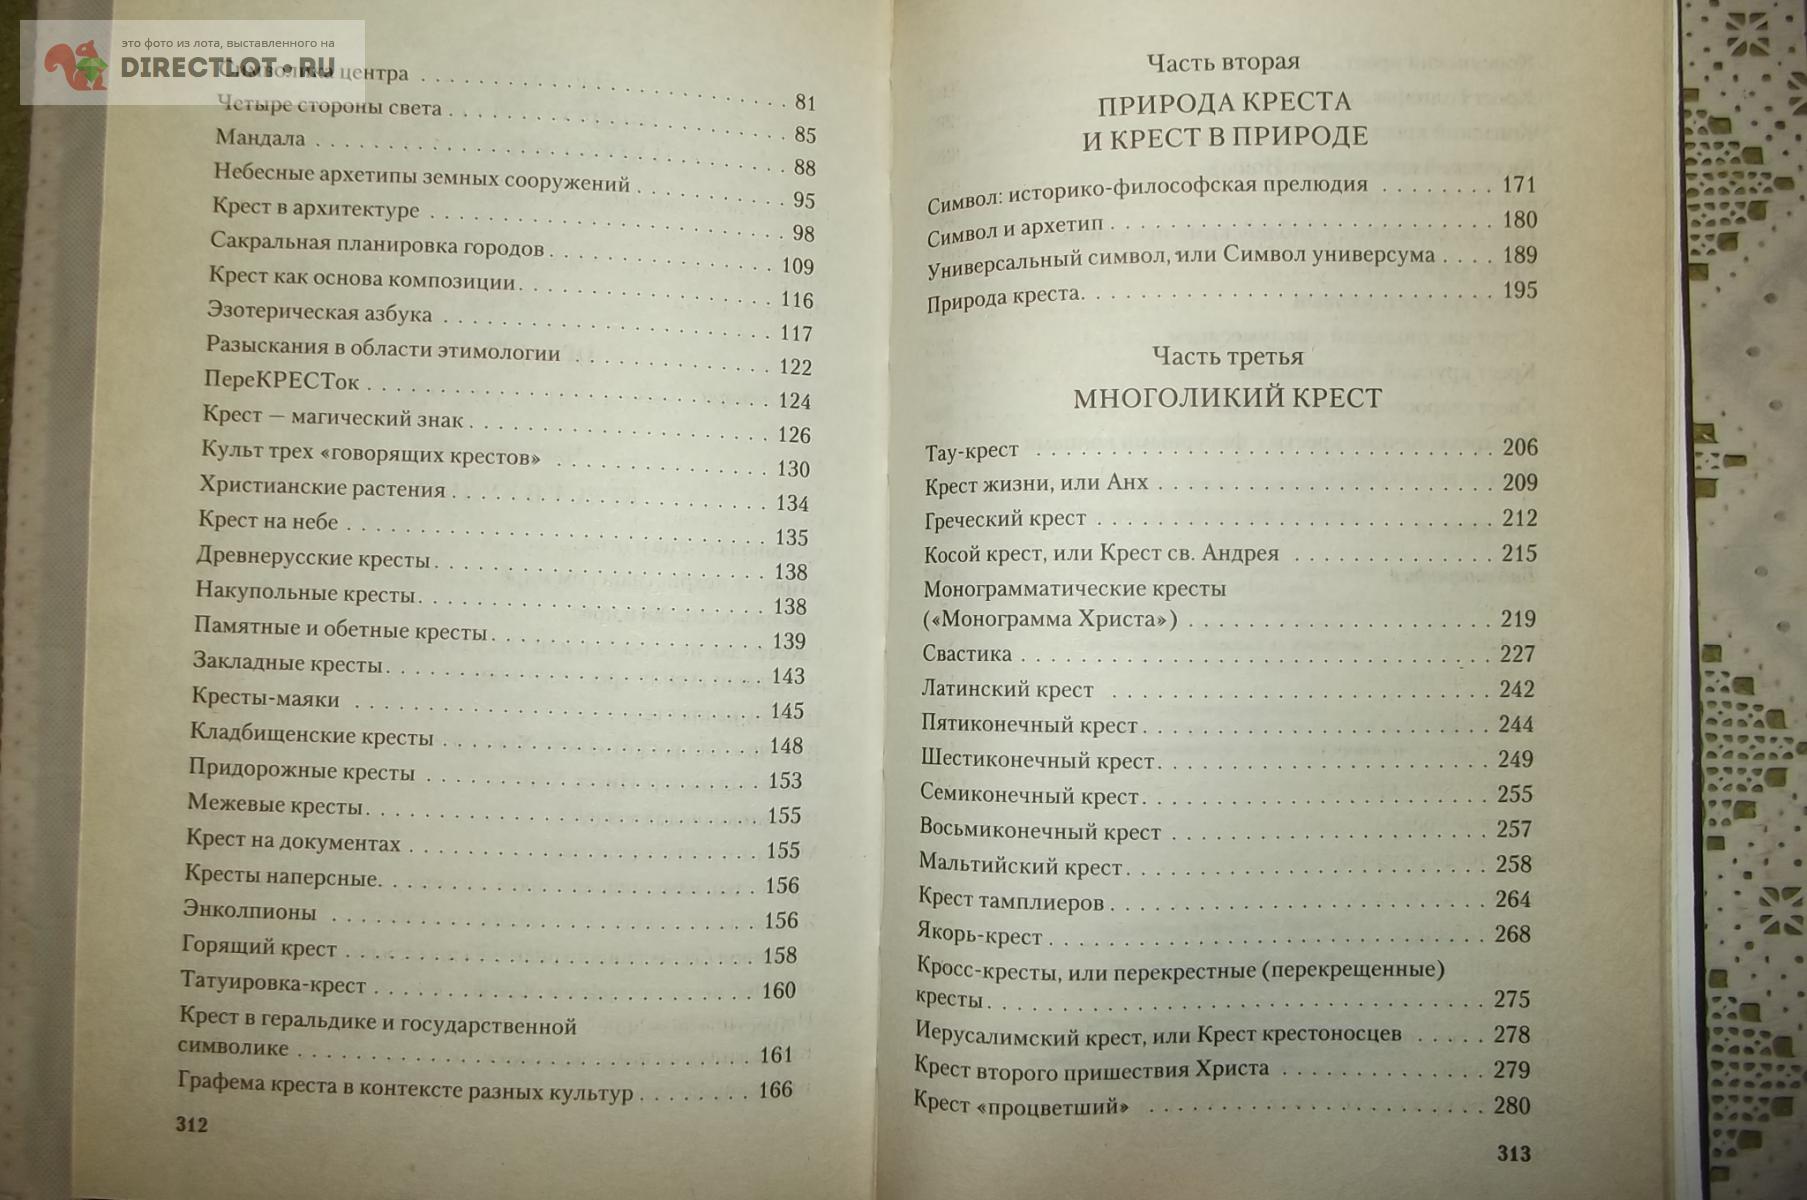 это фото из лота, выставленного на
DIRECTLOT.RU
Символика центра . . . 81
Четыре стороны света . . . 85
Мандала . . . 88
Небесные архетипы земных сооружений . . . 95
Крест в архитектуре . . . 98
Сакральная планировка городов . . . 109
Крест как основа композиции . . . 116
Эзотерическая азбука . . . 117
Разыскания в области этимологии . . . 122
ПереКРЕСТок . . . 124
Крест — магический знак . . . 126
Культ трех «говорящих крестов» . . . 130
Христианские растения . . . 134
Крест на небе . . . 135
Древнерусские кресты . . . 138
Накупольные кресты . . . 138
Памятные и обетные кресты . . . 139
Закладные кресты . . . 143
Кресты-маяки . . . 145
Кладбищенские кресты . . . 148
Придорожные кресты . . . 153
Межевые кресты . . . 155
Крест на документах . . . 155
Кресты наперсные . . . 156
Энколпионы . . . 156
Горящий крест . . . 158
Татуировка-крест . . . 160
Крест в геральдике и государственной
символике . . . 161
Графема креста в контексте разных культур . . . 166
312
Часть вторая
ПРИРОДА КРЕСТА
И КРЕСТ В ПРИРОДЕ
Символ: историко-философская прелюдия . . . 171
Символ и архетип . . . 180
Универсальный символ, или Символ универсума . . . 189
Природа креста . . . 195
Часть третья
МНОГОЛИКИЙ КРЕСТ
Тау-крест . . . 206
Крест жизни, или Анх . . . 209
Греческий крест . . . 212
Косой крест, или Крест св. Андрея . . . 215
Монограмматические кресты
(«Монограмма Христа») . . . 219
Свастика . . . 227
Латинский крест . . . 242
Пятиконечный крест . . . 244
Шестиконечный крест . . . 249
Семиконечный крест . . . 255
Восьмиконечный крест . . . 257
Мальтийский крест . . . 258
Крест тамплиеров . . . 264
Якорь-крест . . . 268
Кросс-кресты, или перекрестные (перекрещенные)
кресты . . . 275
Иерусалимский крест, или Крест крестоносцев . . . 278
Крест второго пришествия Христа . . . 279
Крест «процветший» . . . 280
313